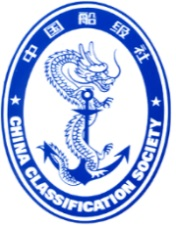 中国船级社
★ CHINA CLASSIFICATION SOCIETY ★